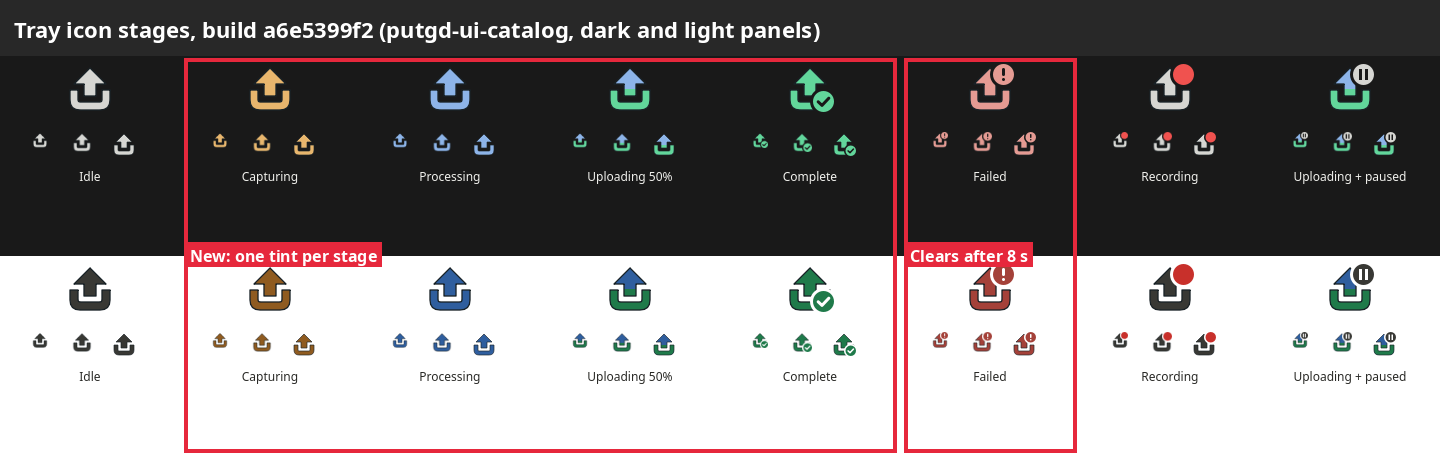 Tray icon stages, build a6e5399f2 (putgd-ui-catalog, dark and light panels)
Idle Capturing Processing Uploading 50% Complete Failed Recording Uploading + paused
New: one tint per stage Clears after 8 s
Idle Capturing Processing Uploading 50% Complete Failed Recording Uploading + paused